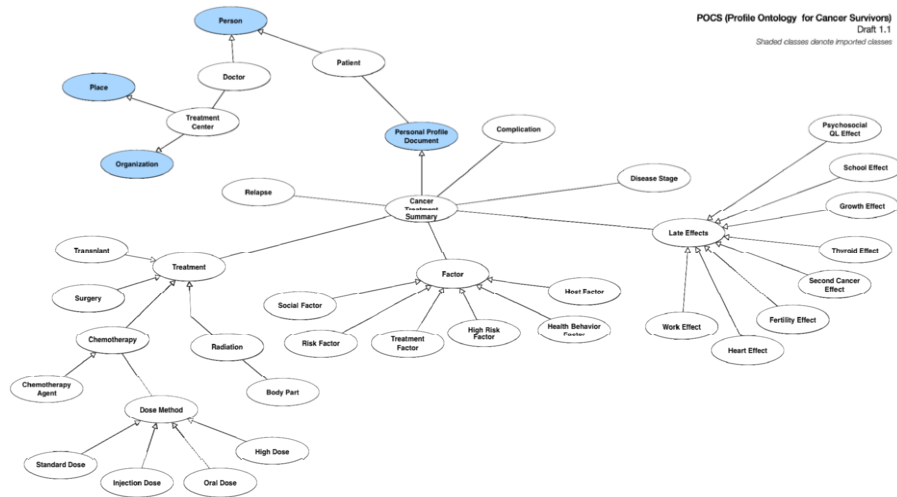 POCS (Profile Ontology for Cancer Survivors)
Draft 1.1
Shaded classes denote imported classes
Person
Patient
Doctor
Place
Treatment
Center
Organization
Personal Profile
Document
Complication
Psychosocial
QL Effect
School Effect
Disease Stage
Relapse
Cancer
Treatment
Summary
Growth Effect
Late Effects
Thyroid Effect
Transplant
Treatment
Factor
Second Cancer
Effect
Host Factor
Surgery
Social Factor
Fertility Effect
Work Effect
High Risk
Factor
Health Behavior
Chemotherapy
Radiation
Risk Factor
Treatment
Factor
Heart Effect
Chemotherapy
Agent
Body Part
Dose Method
High Dose
Standard Dose
Injection Dose
Oral Dose